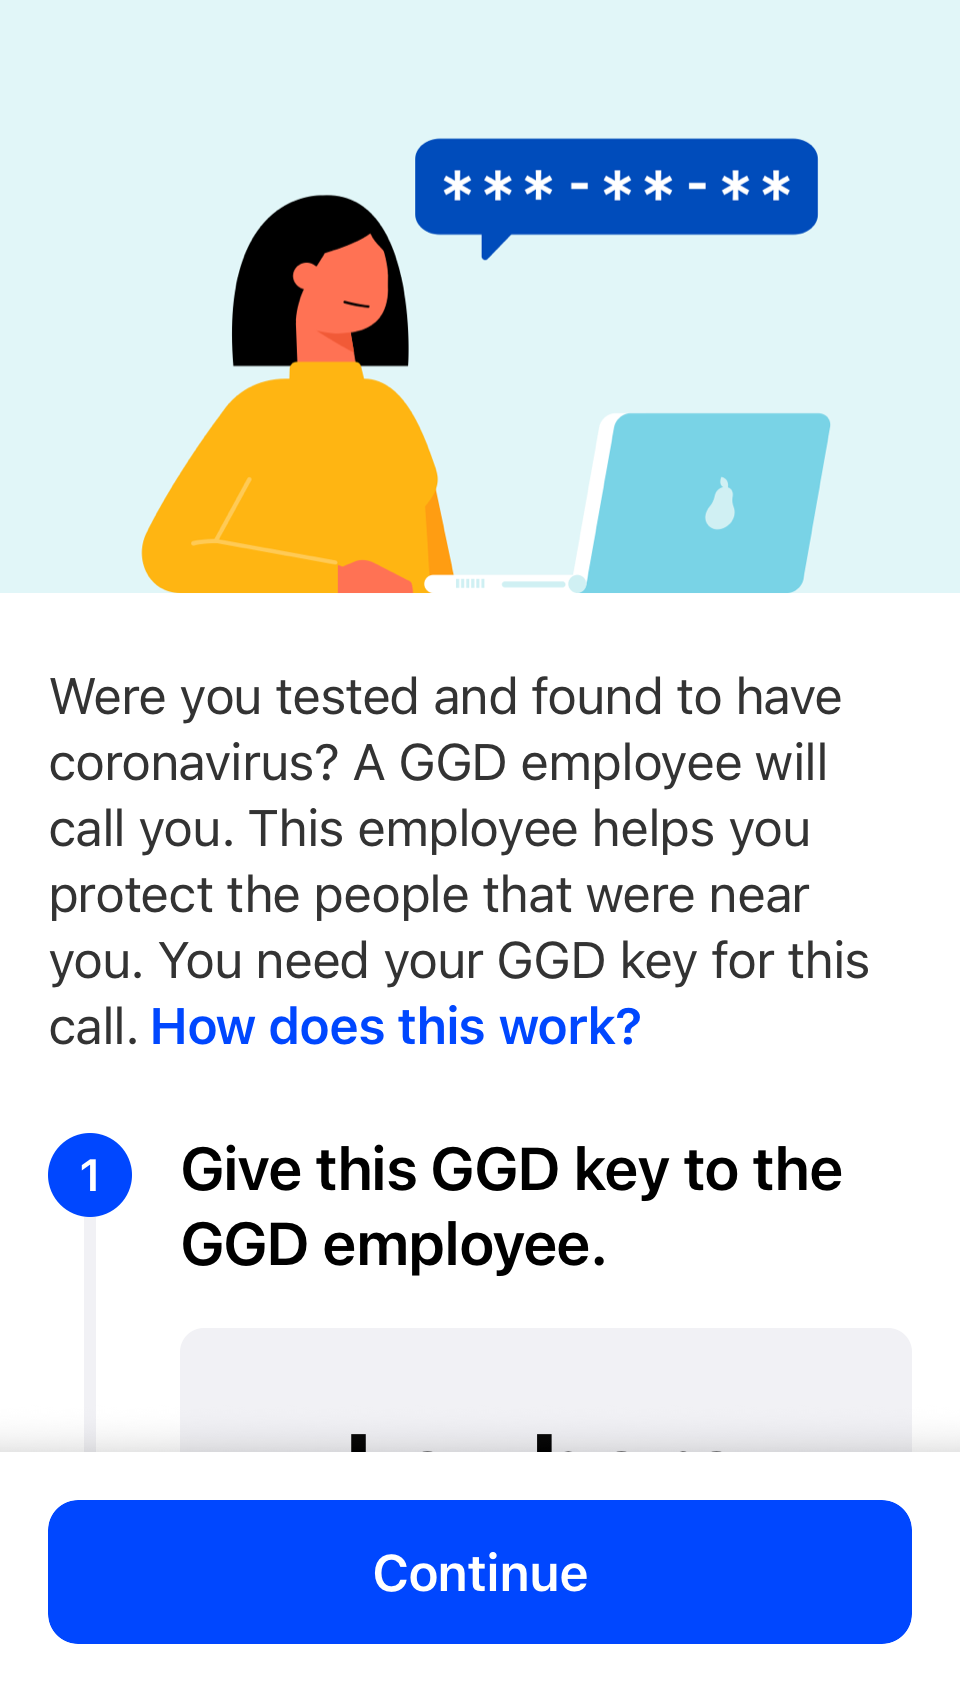 ***-**-**
Were you tested and found to have
coronavirus? A GGD employee will
call you. This employee helps you
protect the people that were near
you. You need your GGD key for this
call. How does this work?
1
Give this GGD key to the
GGD employee.
Continue